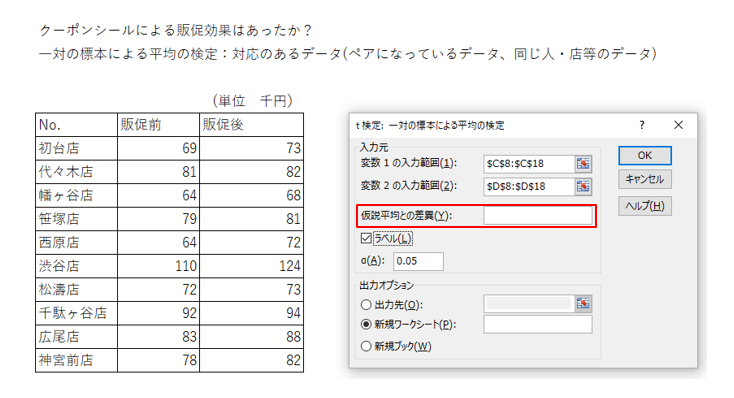 クーポンシールによる販促効果はあったか？
一対の標本による平均の検定：対応のあるデータ(ペアになっているデータ、同じ人・店等のデータ)
（単位　千円）
No. 販促前 販促後
初台店 69 73
代々木店 81 82
幡ヶ谷店 64 68
笹塚店 79 81
西原店 64 72
渋谷店 110 124
松濤店 72 73
千駄ヶ谷店 92 94
広尾店 83 88
神宮前店 78 82
t 検定: 一対の標本による平均の検定 ? ×
入力元
変数 1 の入力範囲(1): $C$8:$C$18
変数 2 の入力範囲(2): $D$8:$D$18
仮説平均との差異(Y):
ラベル(L)
α(A): 0.05
出力オプション
出力先(O):
新規ワークシート(P):
新規ブック(W)
OK
キャンセル
ヘルプ(H)